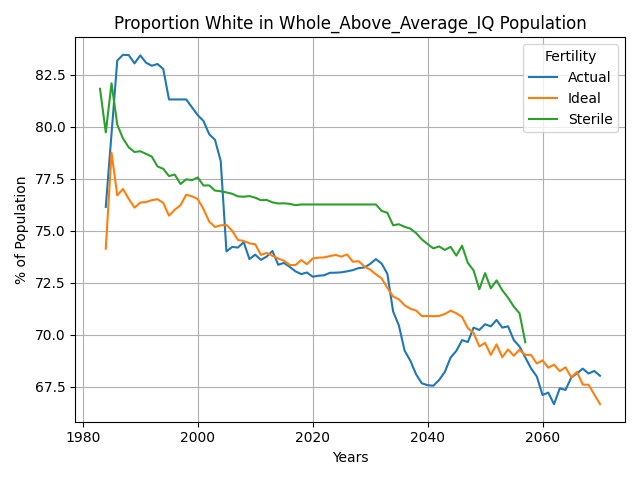 Proportion White in Whole_Above_Average_IQ Population
Fertility
Actual
Ideal
Sterile
82.5
80.0
77.5
75.0
72.5
70.0
67.5
% of Population
1980
2000
2020
2040
2060
Years